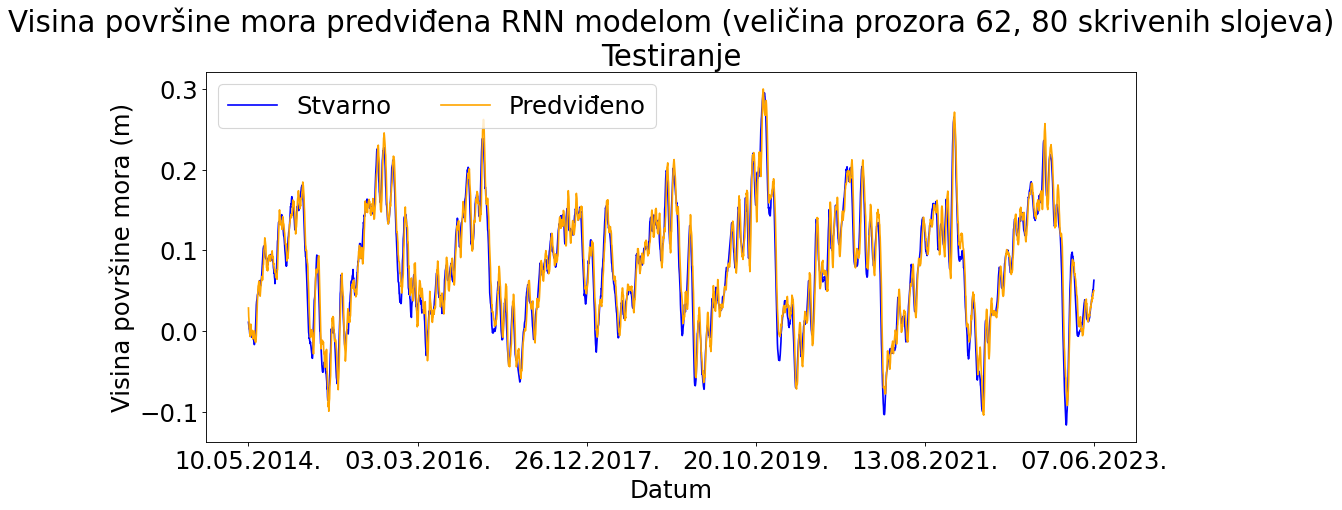 Visina površine mora predviđena RNN modelom (veličina prozora 62, 80 skrivenih slojeva)
Testiranje
Stvarno
Predviđeno
Visina površine mora (m)
0.3
0.2
0.1
0.0
−0.1
10.05.2014.
03.03.2016.
26.12.2017.
20.10.2019.
13.08.2021.
07.06.2023.
Datum